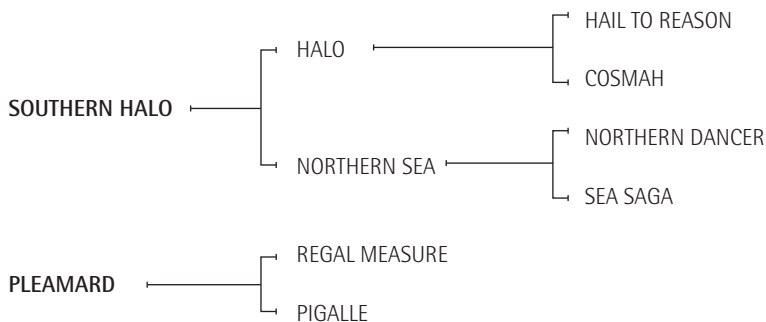 HAIL TO REASON
HALO
COSMAH
SOUTHERN HALO
NORTHERN DANCER
NORTHERN SEA
SEA SAGA
REGAL MEASURE
PLEAMARD
PIGALLE